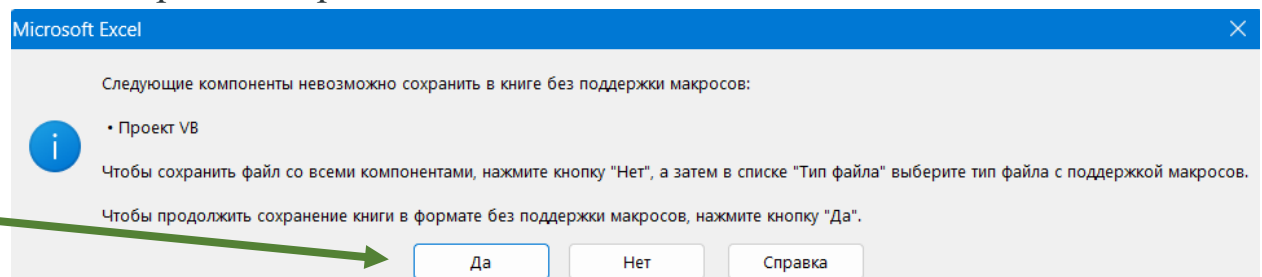 Microsoft Excel
Следующие компоненты невозможно сохранить в книге без поддержки макросов:
• Проект VB
Чтобы сохранить файл со всеми компонентами, нажмите кнопку "Нет", а затем в списке "Тип файла" выберите тип файла с поддержкой макросов.
Чтобы продолжить сохранение книги в формате без поддержки макросов, нажмите кнопку "Да".
Да Нет Справка